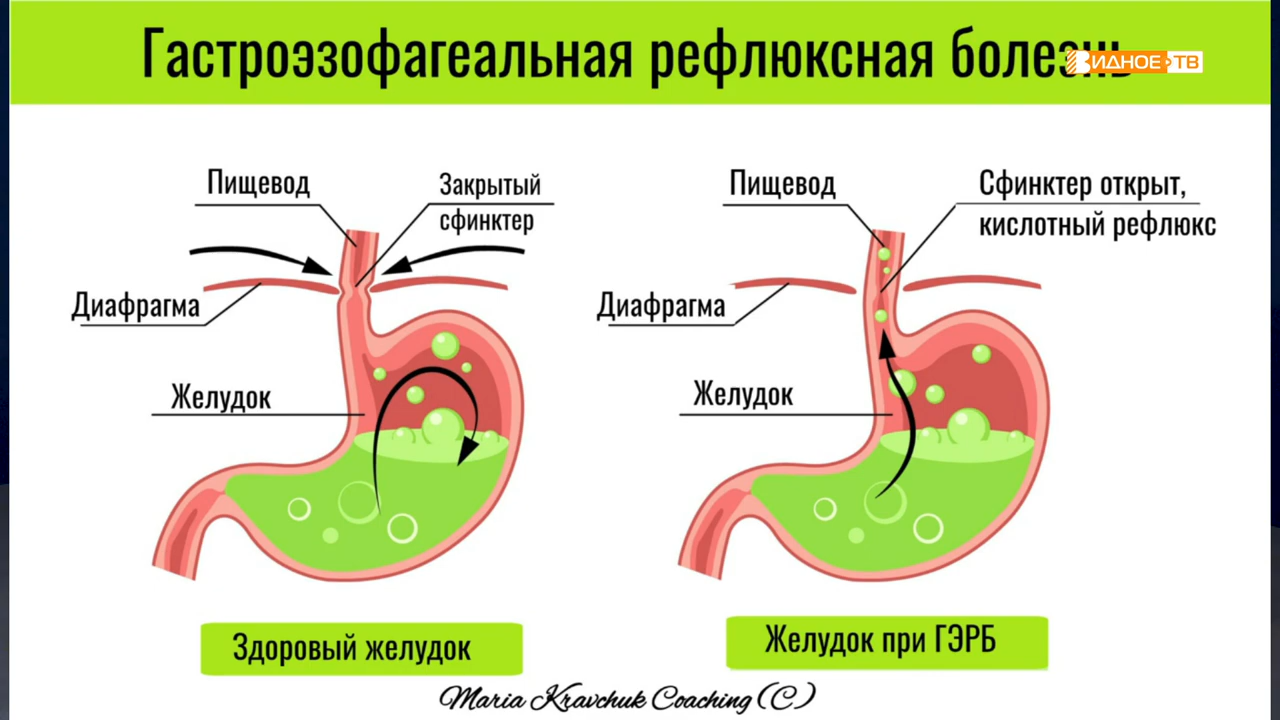 Гастроэзофагеальная рефлюксная болезнь
ВИДНОЕ ТВ
Пищевод
Закрытый
сфинктер
Диафрагма
Желудок
Здоровый желудок
Пищевод
Сфинктер открыт,
кислотный рефлюкс
Диафрагма
Желудок
Желудок при ГЭРБ
Maria Kravchuk Coaching (C)